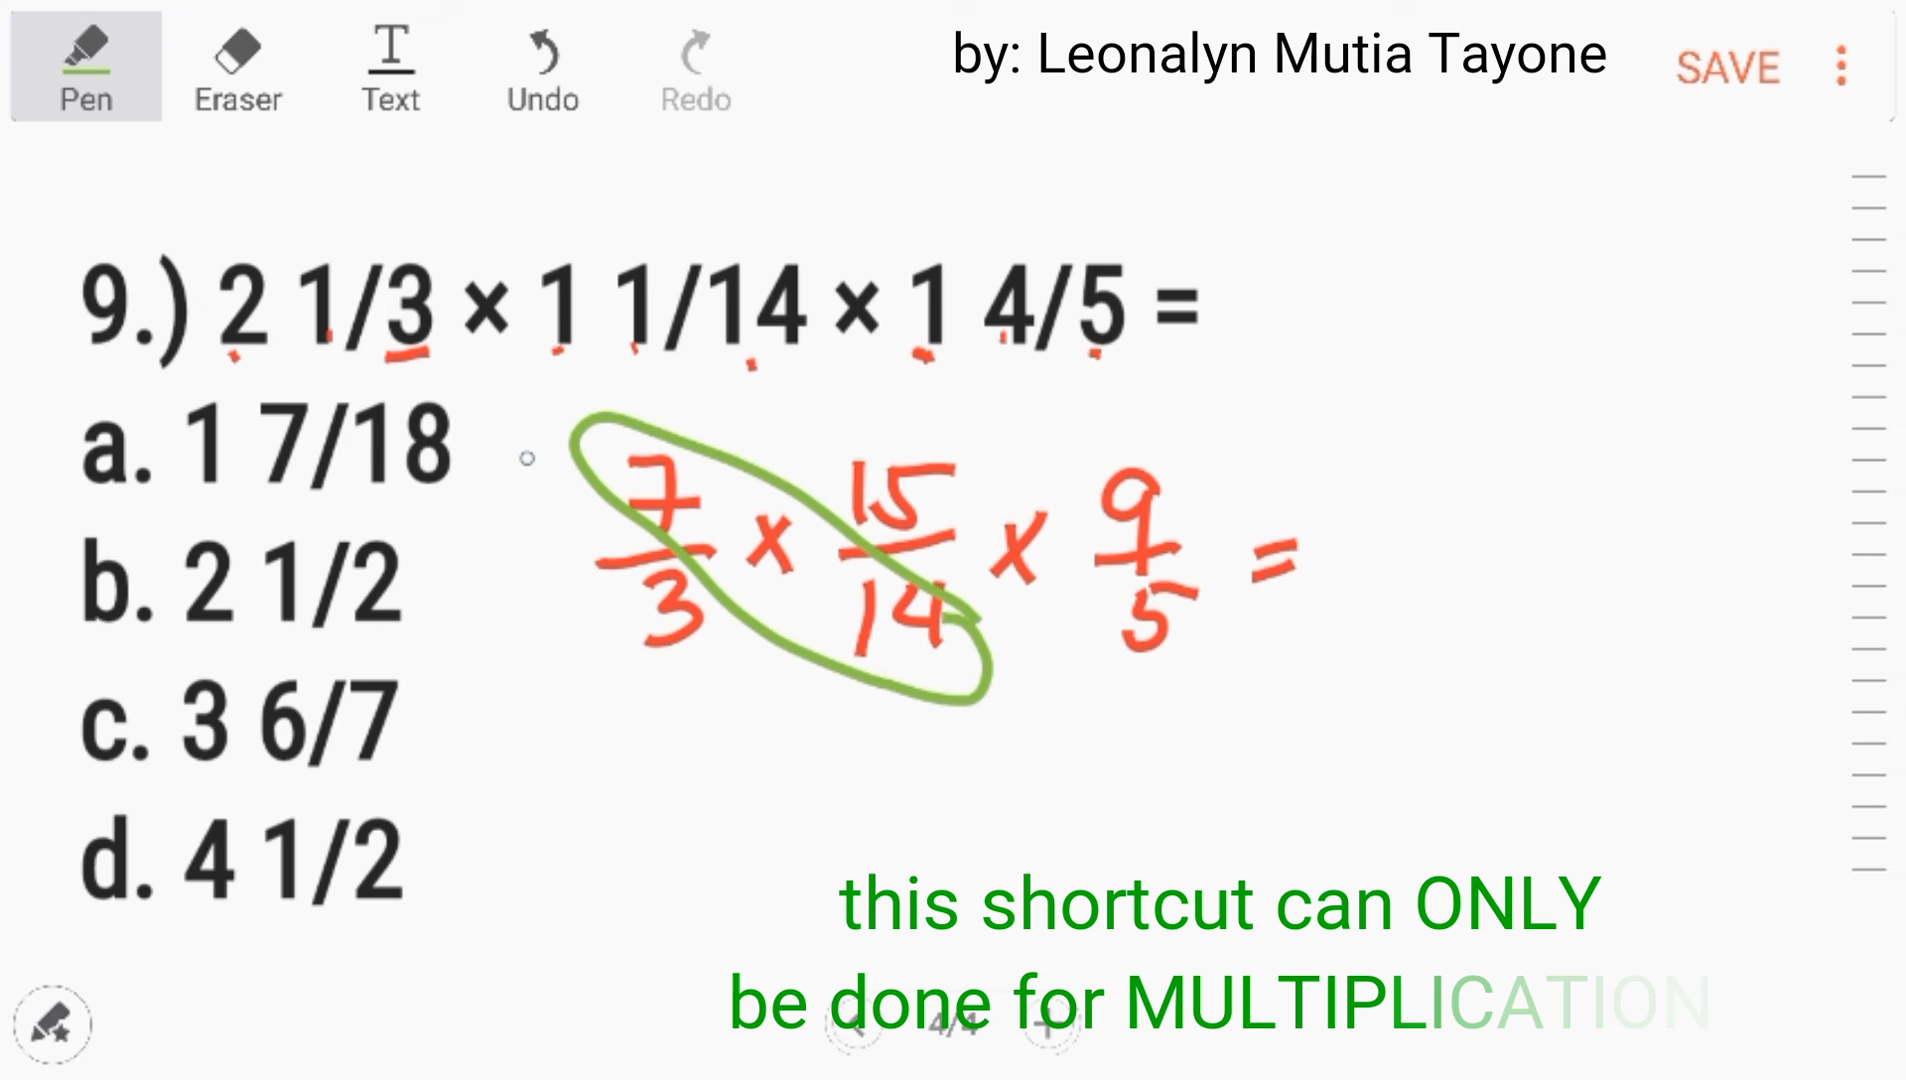 Pen Eraser Text Undo Redo
by: Leonalyn Mutia Tayone
SAVE
9.) 2 1/3 × 1 1/14 × 1 4/5 =
a. 1 7/18
b. 2 1/2
c. 3 6/7
d. 4 1/2
7/3 × 15/14 × 9/5 =
this shortcut can ONLY
be done for MULTIPLICATION
4/4